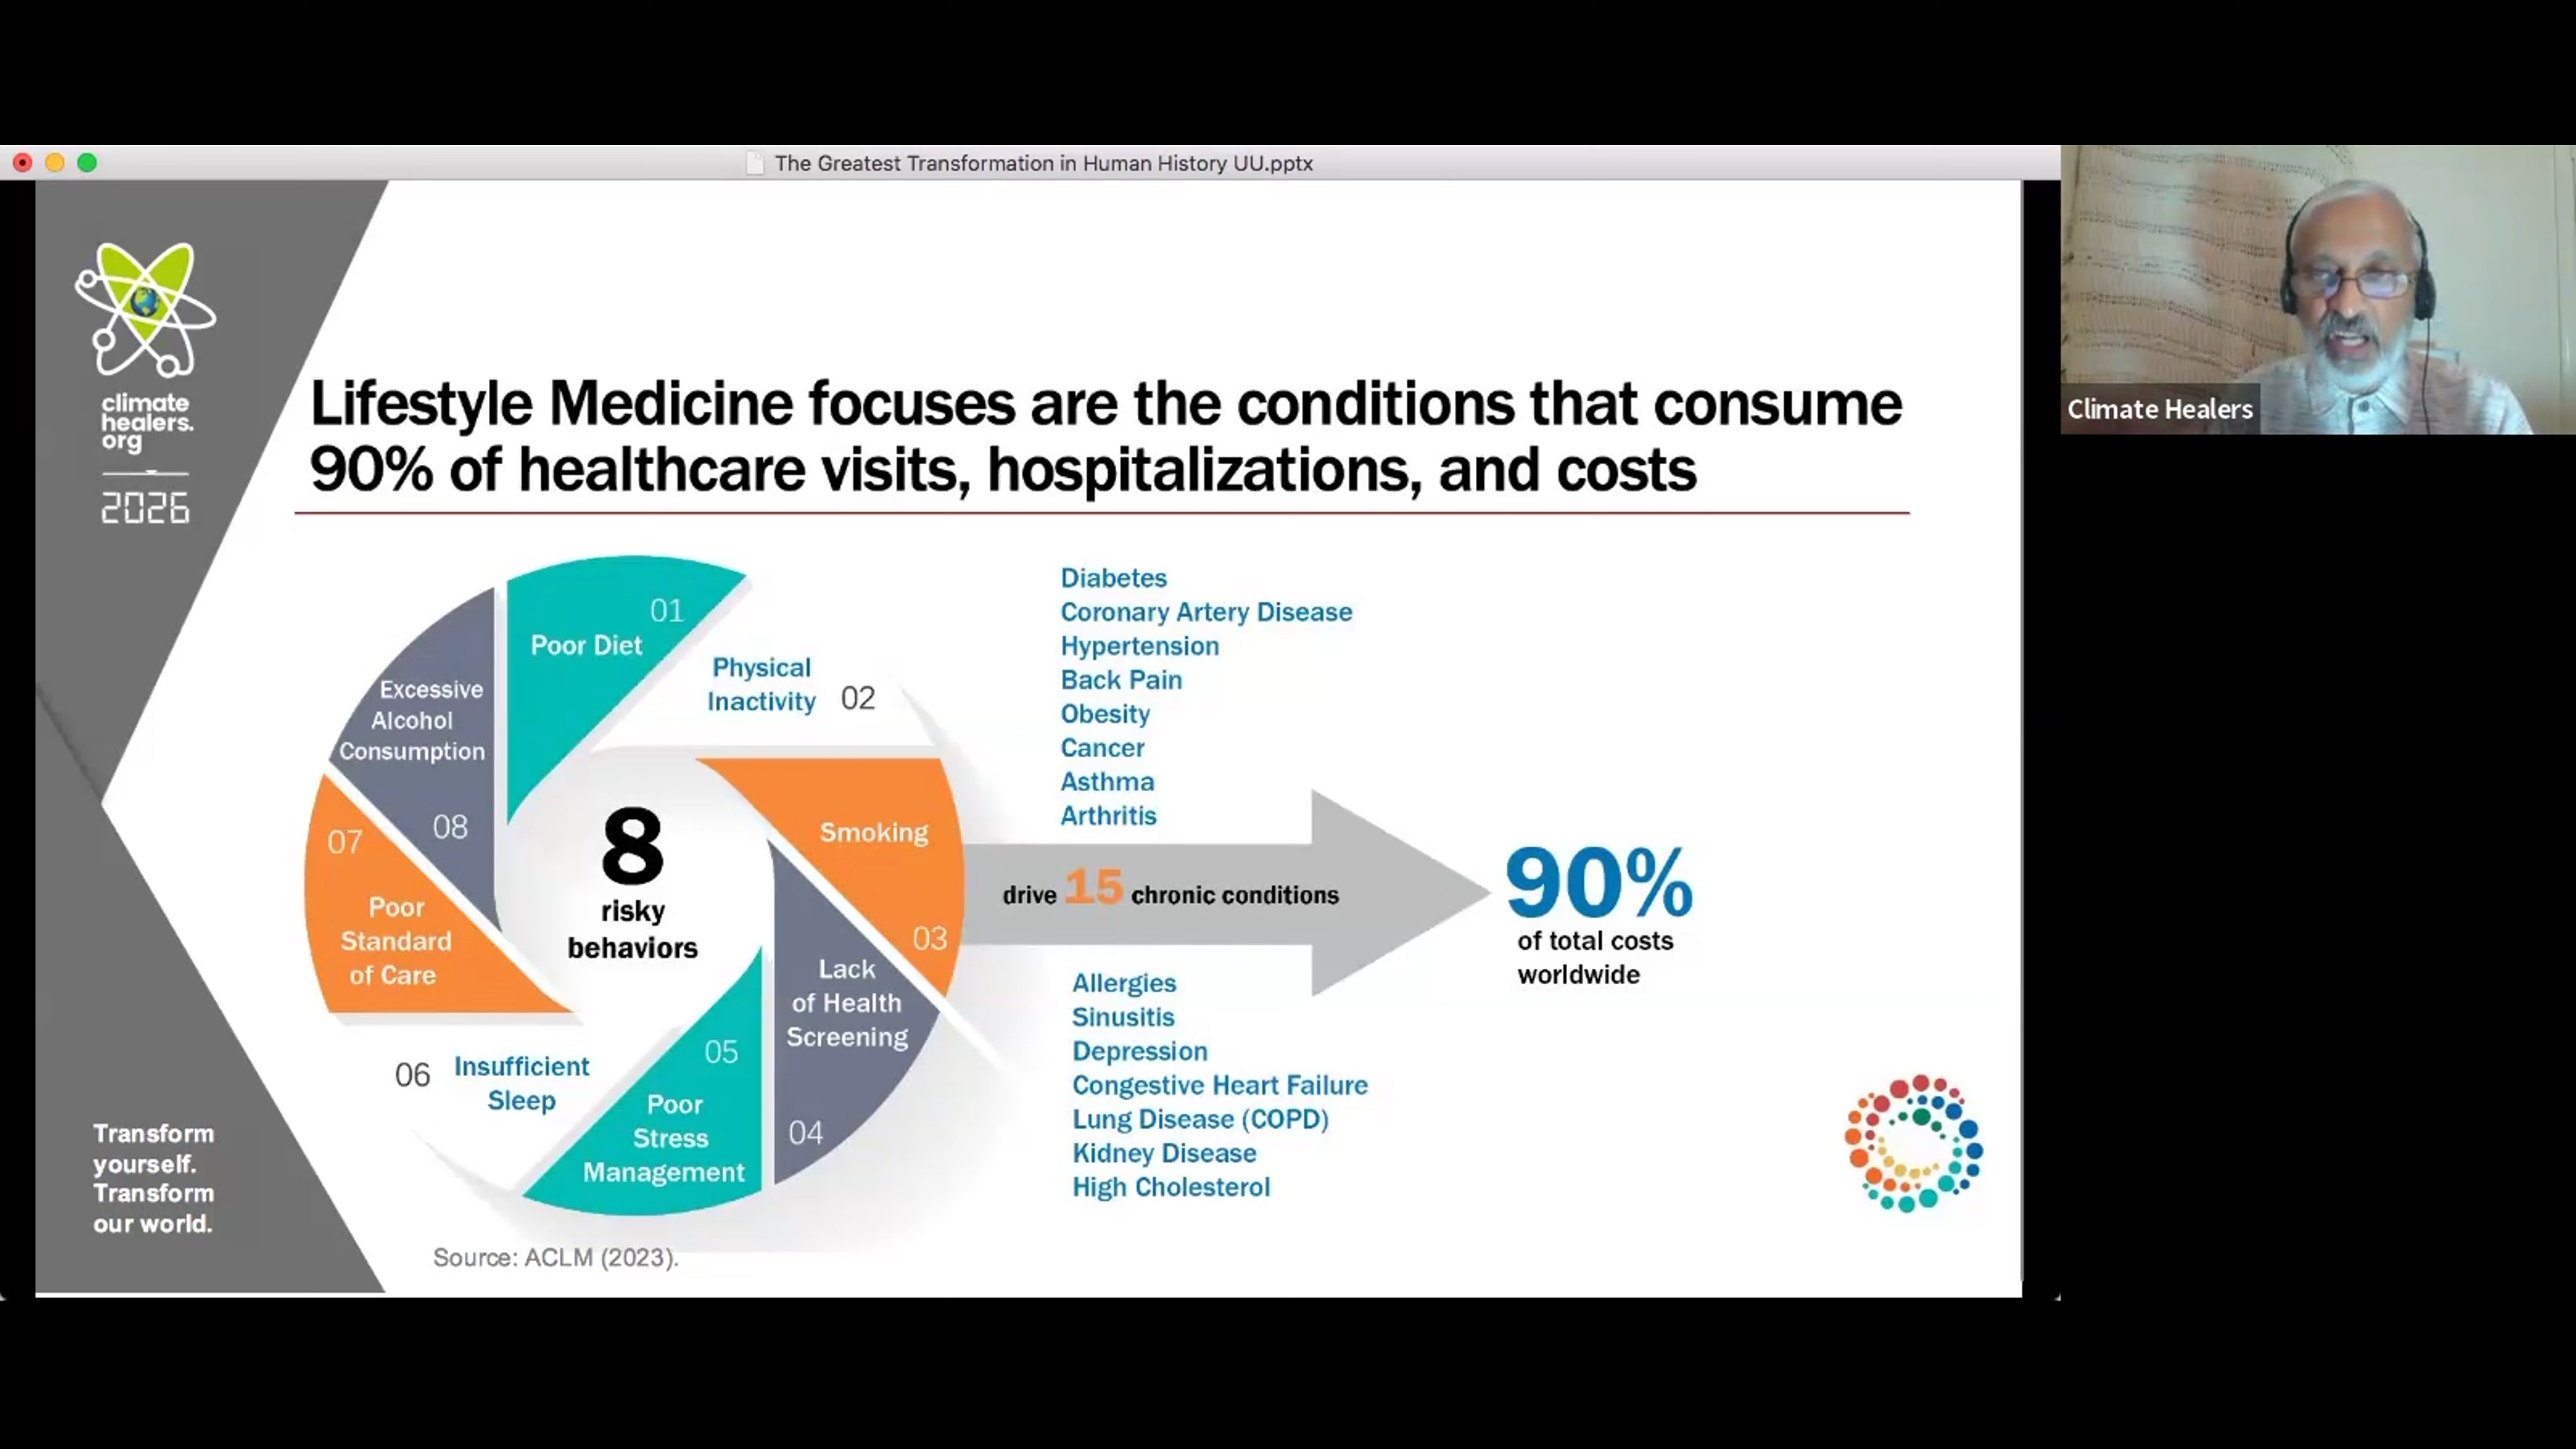 The Greatest Transformation in Human History UU.pptx
climate
healers.
org
2026
Lifestyle Medicine focuses are the conditions that consume
90% of healthcare visits, hospitalizations, and costs
01
Poor Diet
Physical
Inactivity
02
Smoking
03
Lack
of Health
Screening
04
05
Poor
Stress
Management
06
Insufficient
Sleep
07
Poor
Standard
of Care
Excessive
Alcohol
Consumption
08
8
risky
behaviors
Diabetes
Coronary Artery Disease
Hypertension
Back Pain
Obesity
Cancer
Asthma
Arthritis
drive 15 chronic conditions
Allergies
Sinusitis
Depression
Congestive Heart Failure
Lung Disease (COPD)
Kidney Disease
High Cholesterol
90%
of total costs
worldwide
Transform
yourself.
Transform
our world.
Source: ACLM (2023).
Climate Healers